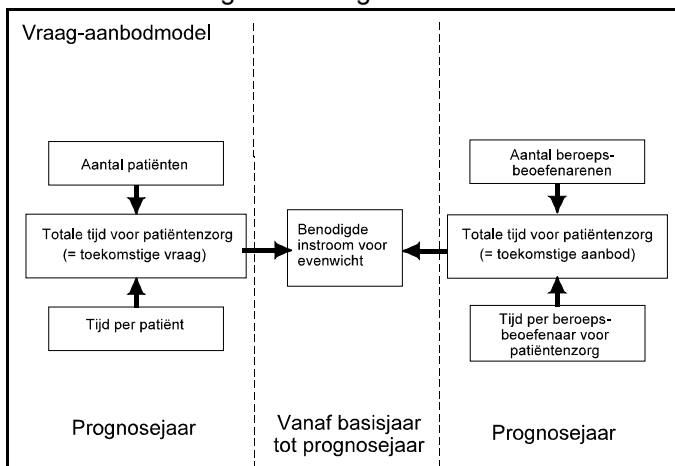 Vraag-aanbodmodel
Aantal patiënten
Totale tijd voor patiëntenzorg
(= toekomstige vraag)
Tijd per patiënt
Prognosejaar
Benodigde
instroom voor
evenwicht
Vanaf basisjaar
tot prognosejaar
Aantal beroeps-
beoefenarenen
Totale tijd voor patiëntenzorg
(= toekomstige aanbod)
Tijd per beroeps-
beoefenaar voor
patiëntenzorg
Prognosejaar